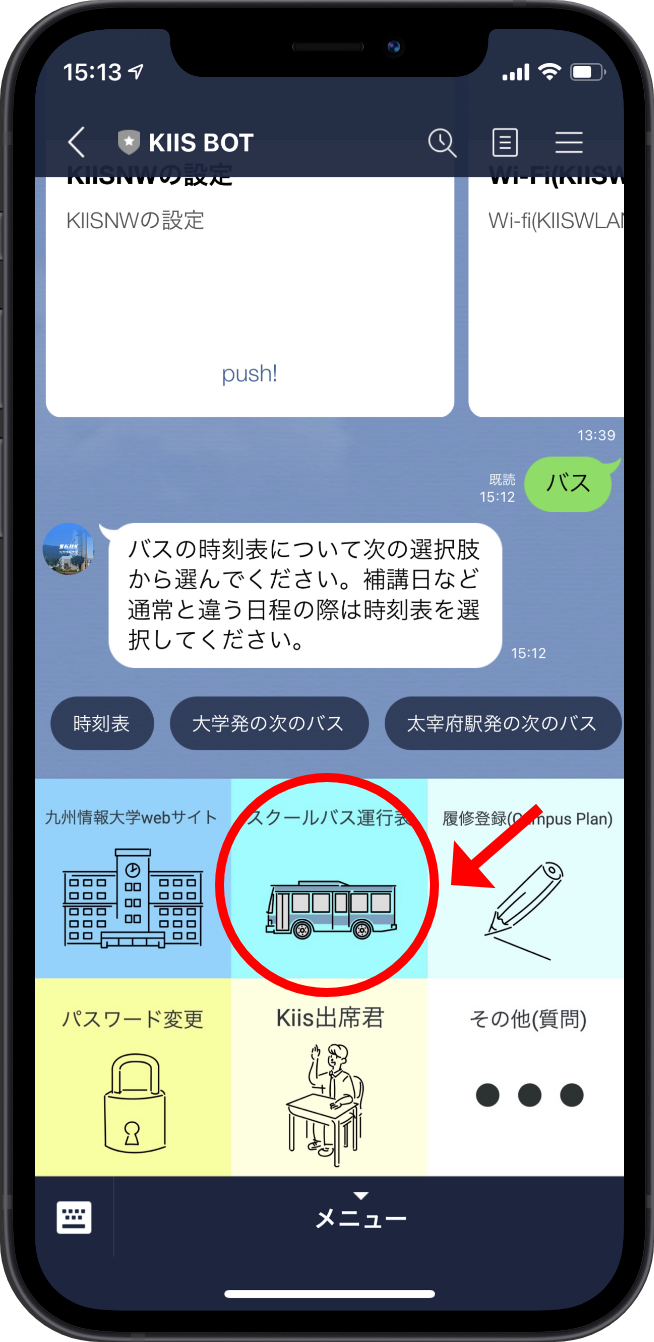 15:13
KIIS BOT
KIISNWの設定
KIISNWの設定
push!
Wi-Fi(KIISW
Wi-fi(KIISWLAN
13:39
既読
15:12
バス
バスの時刻表について次の選択肢
から選んでください。補講日など
通常と違う日程の際は時刻表を選
択してください。
15:12
時刻表
大学発の次のバス
太宰府駅発の次のバス
九州情報大学webサイト
スクールバス運行表
履修登録(Campus Plan)
パスワード変更
Kiis出席君
その他(質問)
メニュー